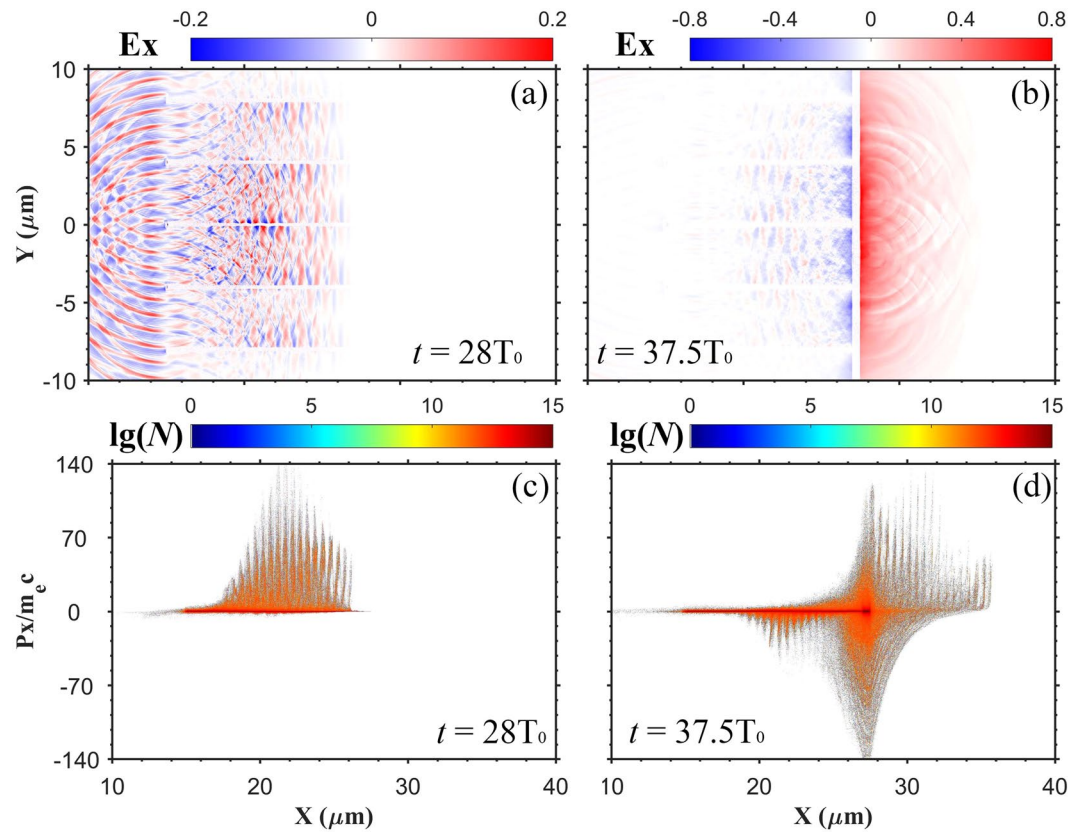 -0.2 0 0.2
Ex
-0.8 -0.4 0 0.4 0.8
Ex
10
5
0
-5
-10
Y (μm)
(a)
t = 28T₀
(b)
t = 37.5T₀
0 5 10 15
lg(N)
0 5 10 15
lg(N)
140
70
0
-70
-140
Px/mₑc
(c)
t = 28T₀
(d)
t = 37.5T₀
10 20 30 40
X (μm)
10 20 30 40
X (μm)